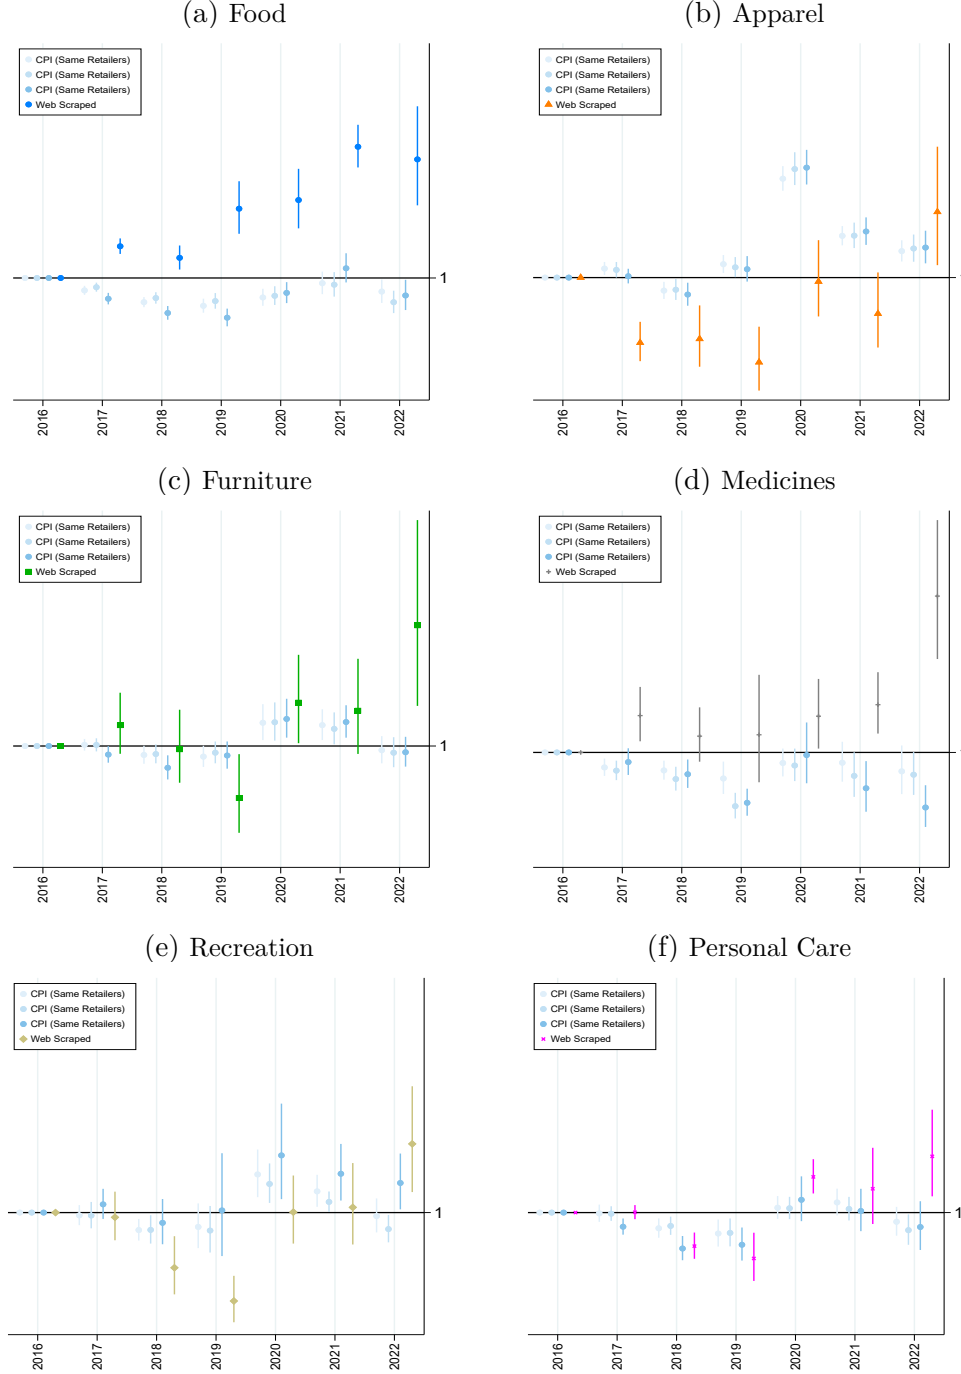 (a) Food
CPI (Same Retailers)
CPI (Same Retailers)
CPI (Same Retailers)
Web Scraped
1
2016
2017
2018
2019
2020
2021
2022
(b) Apparel
CPI (Same Retailers)
CPI (Same Retailers)
CPI (Same Retailers)
Web Scraped
2016
2017
2018
2019
2020
2021
2022
(c) Furniture
CPI (Same Retailers)
CPI (Same Retailers)
CPI (Same Retailers)
Web Scraped
1
2016
2017
2018
2019
2020
2021
2022
(d) Medicines
CPI (Same Retailers)
CPI (Same Retailers)
CPI (Same Retailers)
Web Scraped
2016
2017
2018
2019
2020
2021
2022
(e) Recreation
CPI (Same Retailers)
CPI (Same Retailers)
CPI (Same Retailers)
Web Scraped
1
2016
2017
2018
2019
2020
2021
2022
(f) Personal Care
CPI (Same Retailers)
CPI (Same Retailers)
CPI (Same Retailers)
Web Scraped
1
2016
2017
2018
2019
2020
2021
2022